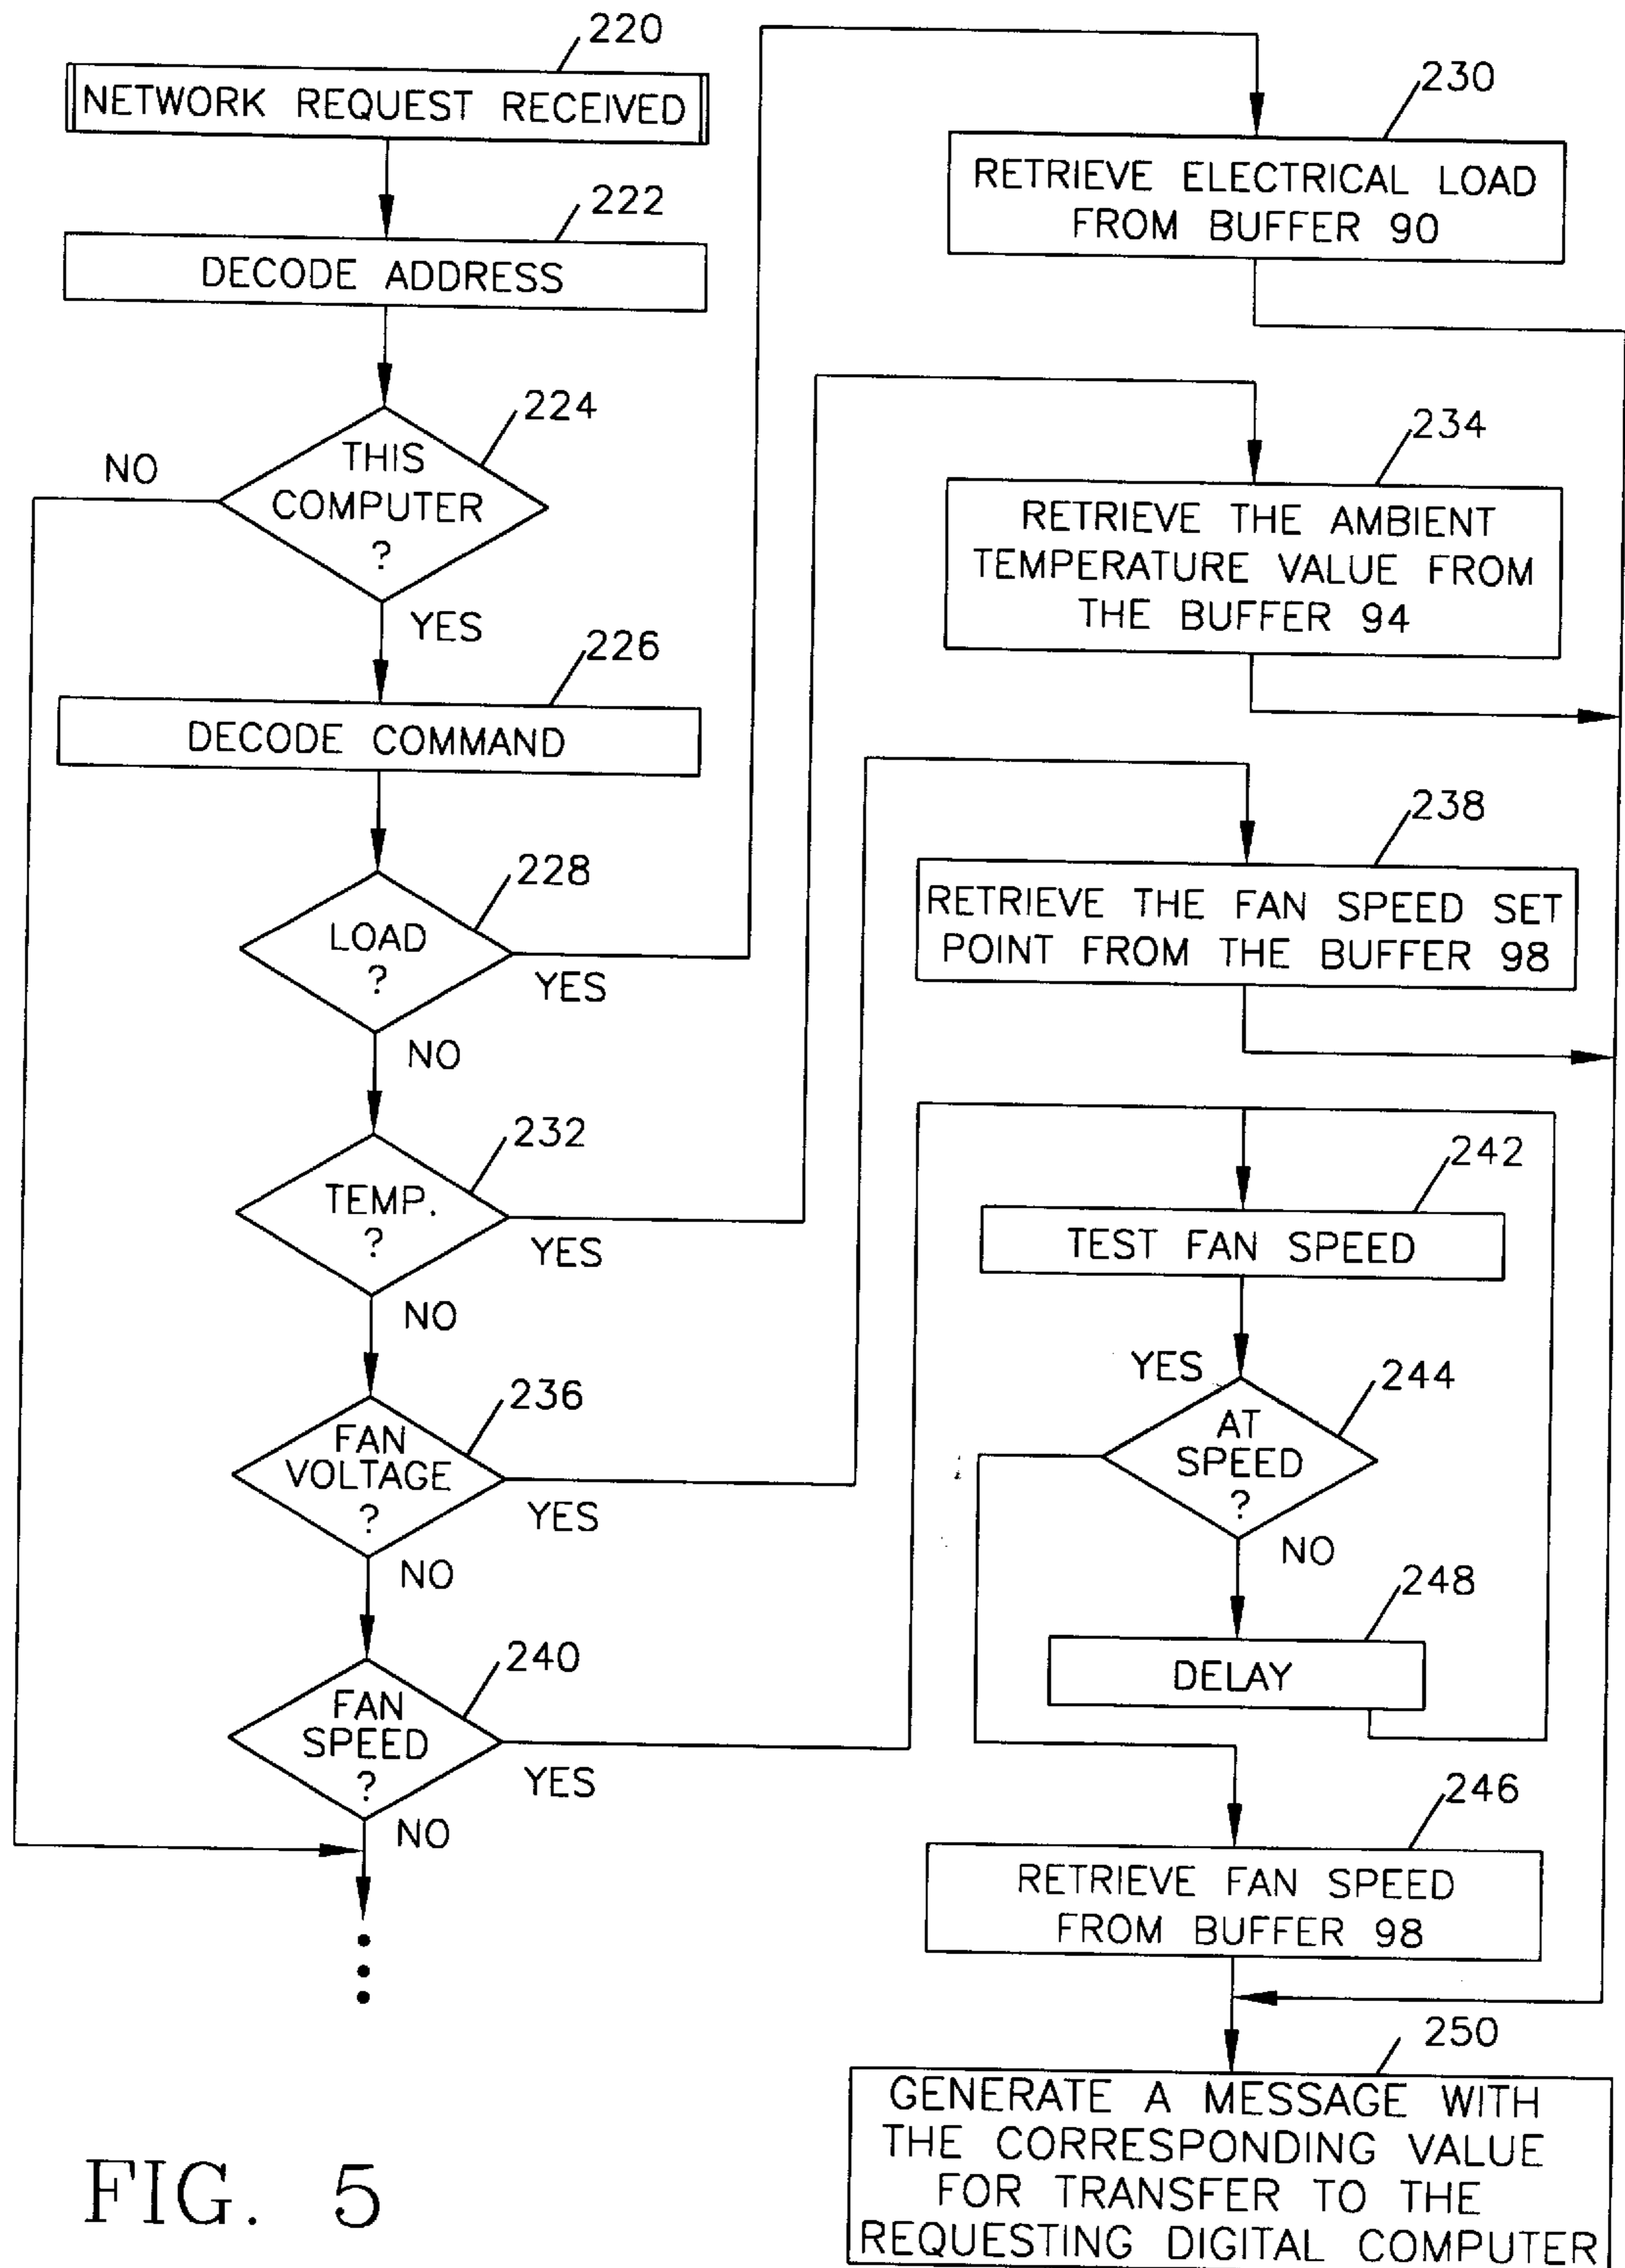 220
NETWORK REQUEST RECEIVED
222
DECODE ADDRESS
224
THIS
COMPUTER
?
NO
YES
226
DECODE COMMAND
228
LOAD
?
YES
NO
232
TEMP.
?
YES
NO
236
FAN
VOLTAGE
?
YES
NO
240
FAN
SPEED
?
YES
NO
230
RETRIEVE ELECTRICAL LOAD
FROM BUFFER 90
234
RETRIEVE THE AMBIENT
TEMPERATURE VALUE FROM
THE BUFFER 94
238
RETRIEVE THE FAN SPEED SET
POINT FROM THE BUFFER 98
242
TEST FAN SPEED
YES
244
AT
SPEED
?
NO
248
DELAY
246
RETRIEVE FAN SPEED
FROM BUFFER 98
250
GENERATE A MESSAGE WITH
THE CORRESPONDING VALUE
FOR TRANSFER TO THE
REQUESTING DIGITAL COMPUTER
FIG. 5